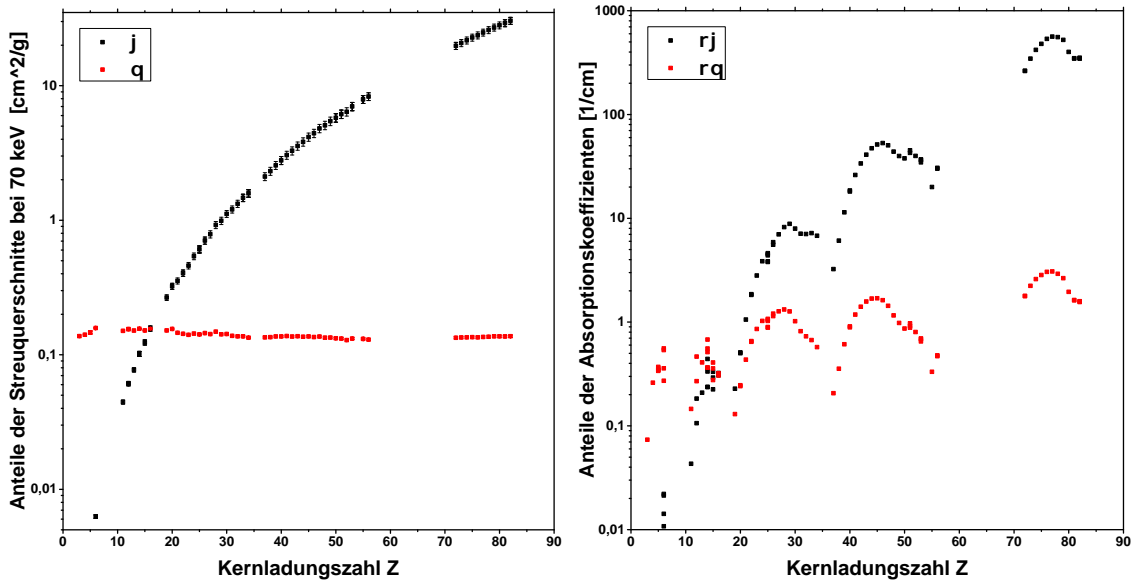 Anteile der Streuquerschnitte bei 70 keV [cm^2/g]
j
q
10
1
0,1
0,01
0 10 20 30 40 50 60 70 80 90
Kernladungszahl Z
Anteile der Absorptionskoeffizienten [1/cm]
rj
rq
1000
100
10
1
0,1
0,01
0 10 20 30 40 50 60 70 80 90
Kernladungszahl Z